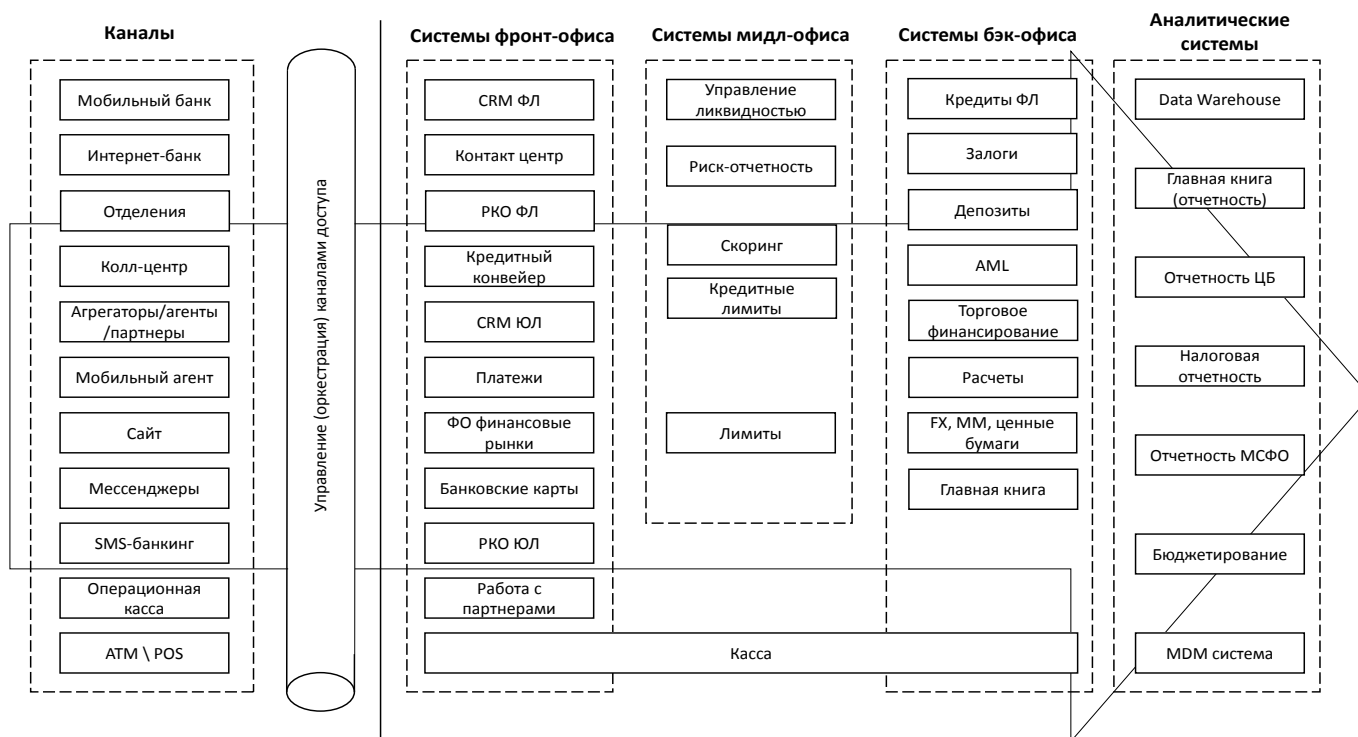 Каналы
Мобильный банк
Интернет-банк
Отделения
Колл-центр
Агрегаторы/агенты
/партнеры
Мобильный агент
Сайт
Мессенджеры
SMS-банкинг
Операционная
касса
ATM \ POS
Управление (оркестрация) каналами доступа
Системы фронт-офиса
CRM ФЛ
Контакт центр
РКО ФЛ
Кредитный
конвейер
CRM ЮЛ
Платежи
ФО финансовые
рынки
Банковские карты
РКО ЮЛ
Работа с
партнерами
Касса
Системы мидл-офиса
Управление
ликвидностью
Риск-отчетность
Скоринг
Кредитные
лимиты
Лимиты
Системы бэк-офиса
Кредиты ФЛ
Залоги
Депозиты
AML
Торговое
финансирование
Расчеты
FX, MM, ценные
бумаги
Главная книга
Аналитические
системы
Data Warehouse
Главная книга
(отчетность)
Отчетность ЦБ
Налоговая
отчетность
Отчетность МСФО
Бюджетирование
MDM система